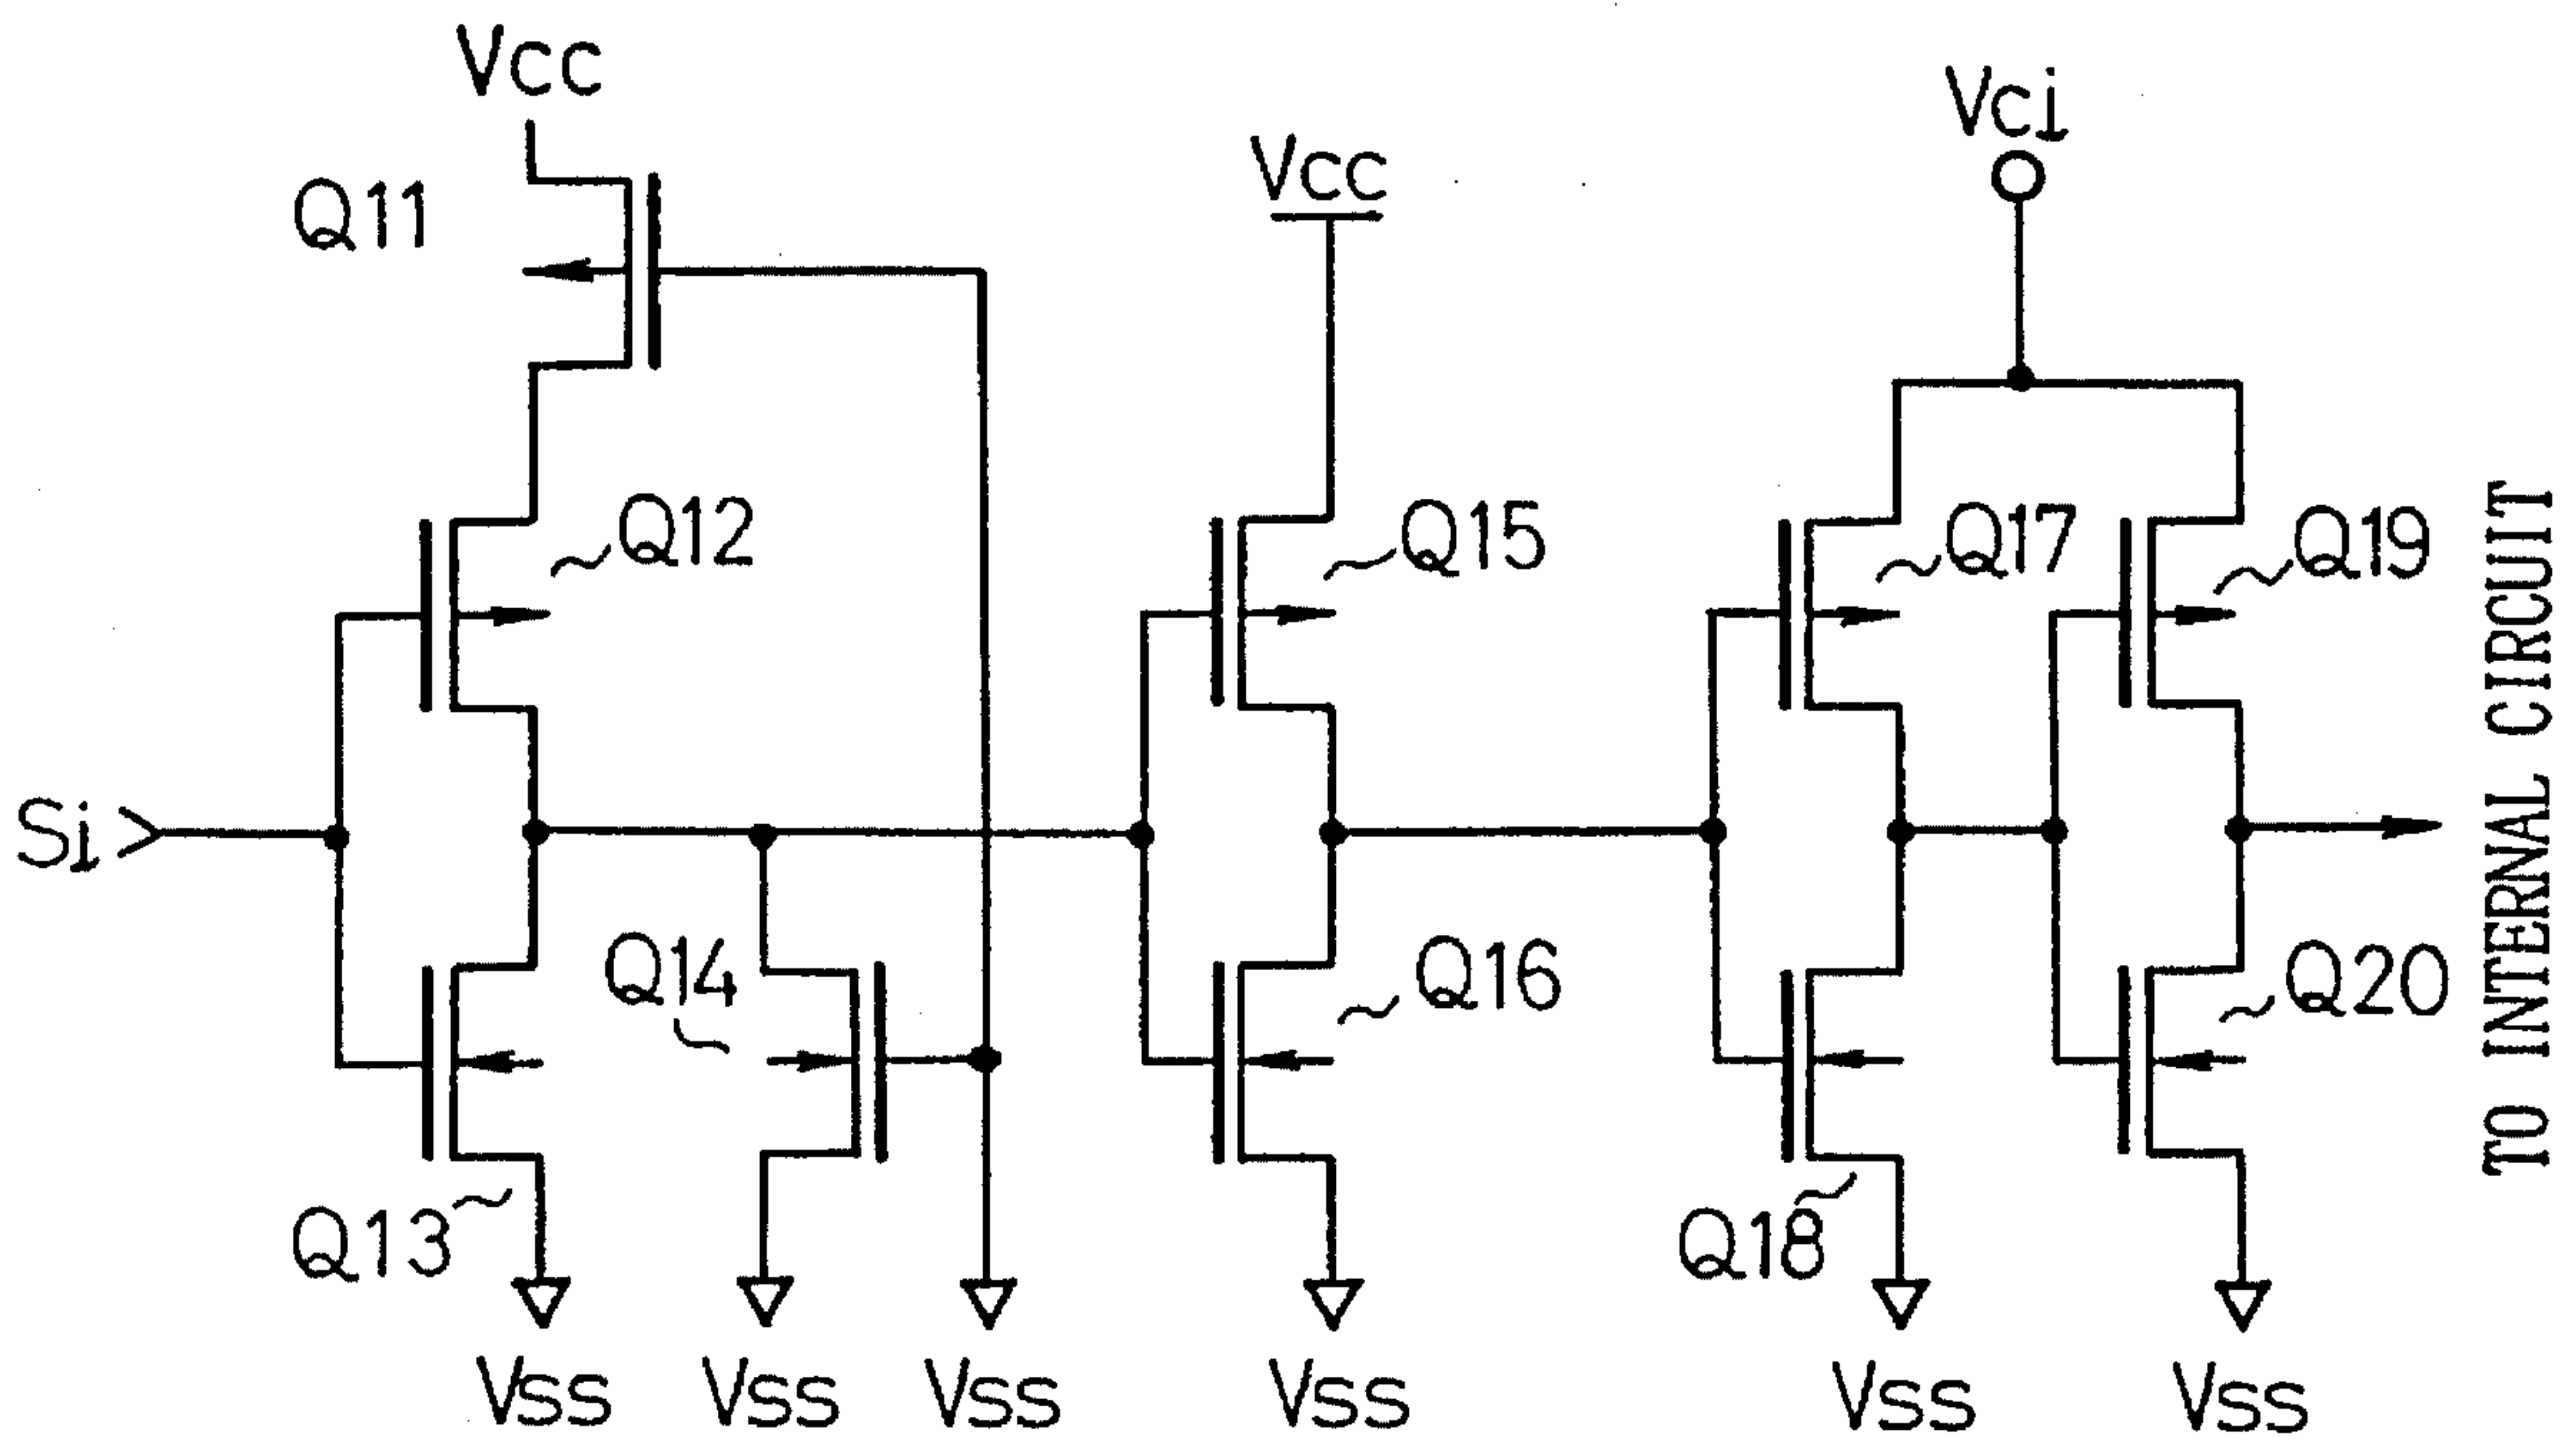 Vcc
Vci
Vcc
Q11
Q12
Q15
Q17
Q19
Si
Q14
Q16
Q20
Q13
Q18
Vss
Vss
Vss
Vss
Vss
Vss
TO INTERNAL CIRCUIT